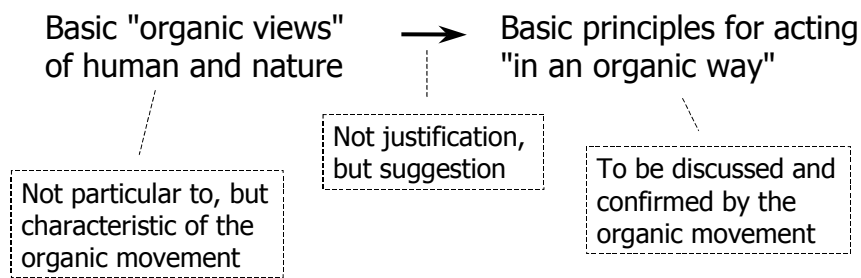 Basic "organic views"
of human and nature
Basic principles for acting
"in an organic way"
Not justification,
but suggestion
Not particular to, but
characteristic of the
organic movement
To be discussed and
confirmed by the
organic movement